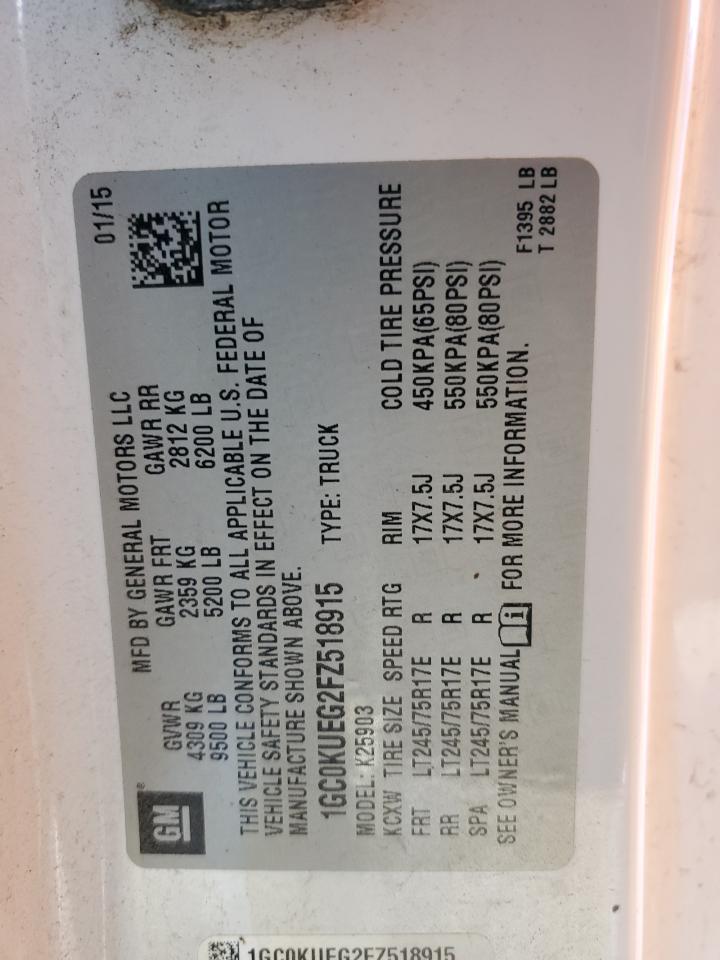 GM
MFD BY GENERAL MOTORS LLC
01/15
GVWR GAWR FRT GAWR RR
4309 KG 2359 KG 2812 KG
9500 LB 5200 LB 6200 LB
THIS VEHICLE CONFORMS TO ALL APPLICABLE U.S. FEDERAL MOTOR
VEHICLE SAFETY STANDARDS IN EFFECT ON THE DATE OF
MANUFACTURE SHOWN ABOVE.
1GC0KUEG2FZ518915 TYPE: TRUCK
MODEL: K25903
KCXW TIRE SIZE SPEED RTG RIM COLD TIRE PRESSURE
FRT LT245/75R17E R 17X7.5J 450KPA(65PSI)
RR LT245/75R17E R 17X7.5J 550KPA(80PSI)
SPA LT245/75R17E R 17X7.5J 550KPA(80PSI)
SEE OWNER'S MANUAL FOR MORE INFORMATION.
F1395 LB
T 2882 LB
1GC0KUEG2FZ518915